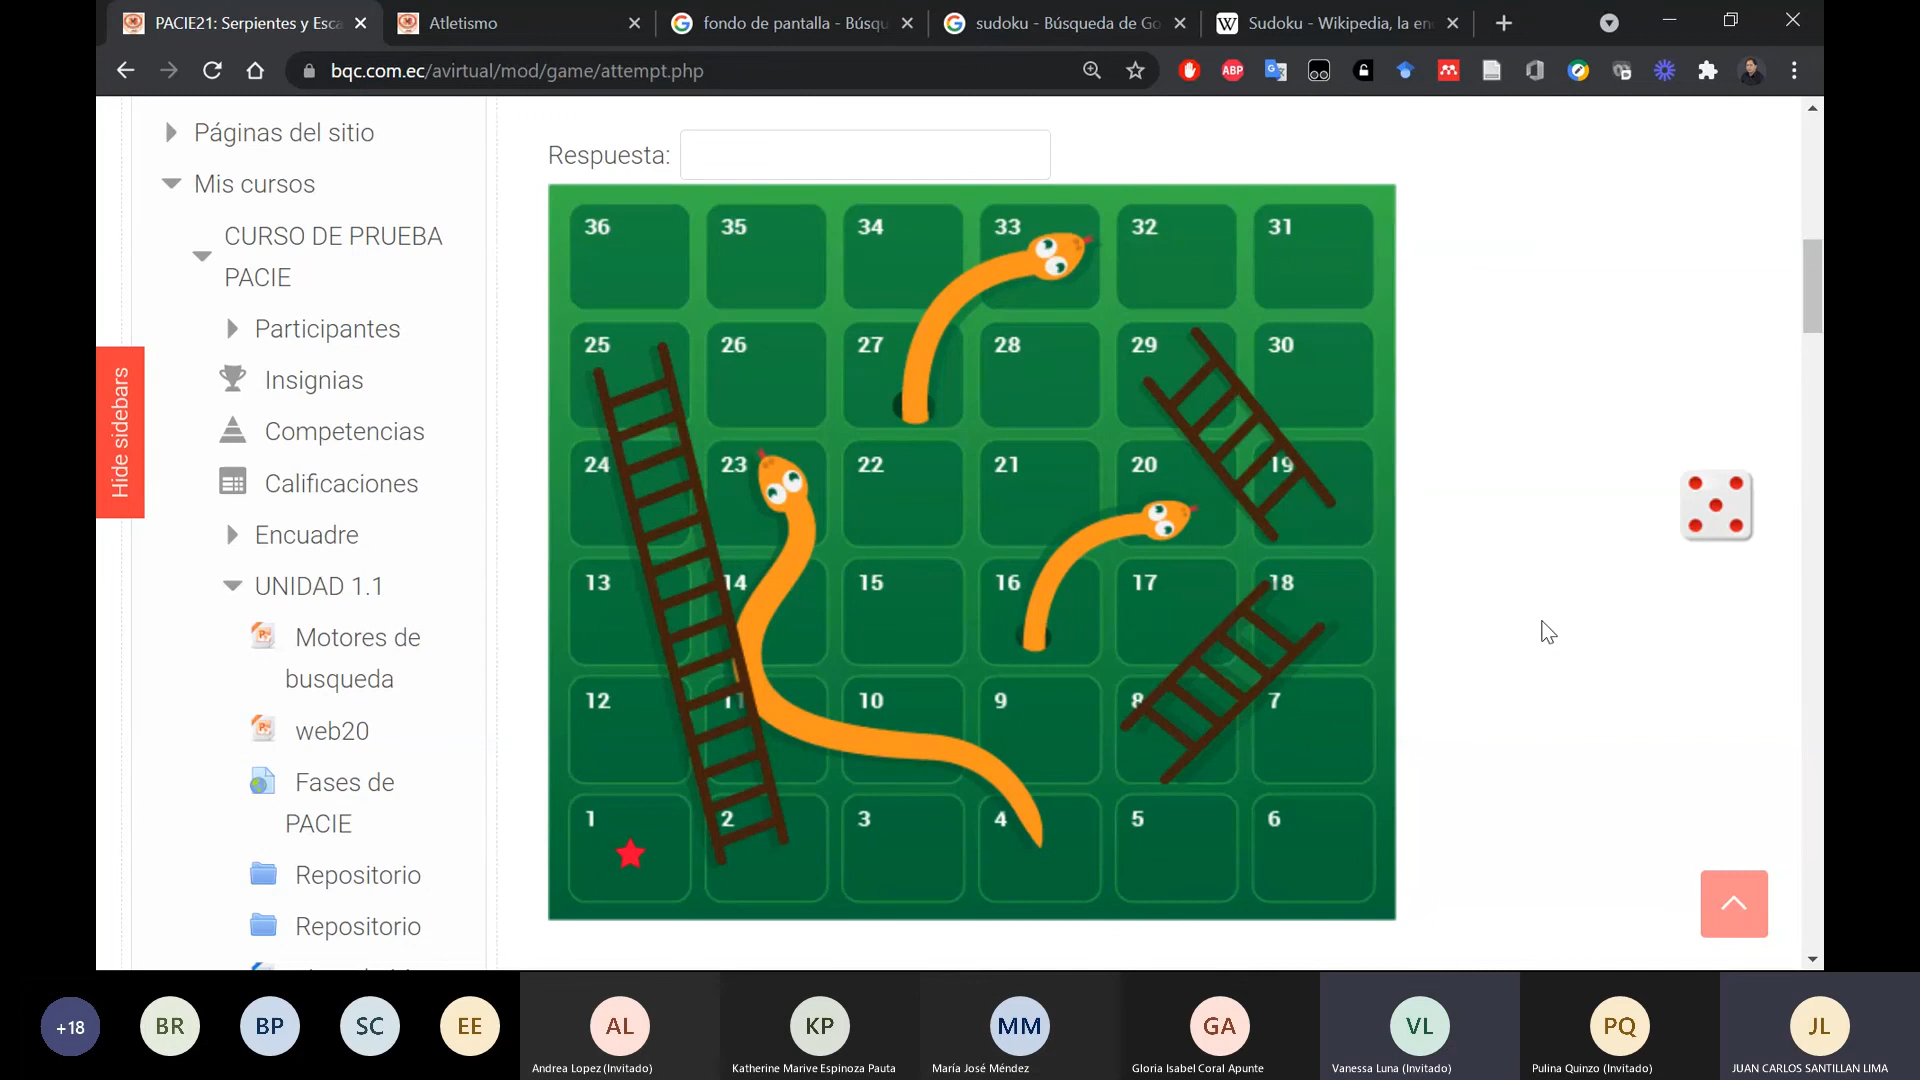 PACIE21: Serpientes y Esca
Atletismo
fondo de pantalla - Búsqu
sudoku - Búsqueda de Go
W Sudoku - Wikipedia, la en
bqc.com.ec/avirtual/mod/game/attempt.php
ABP
Páginas del sitio
Mis cursos
CURSO DE PRUEBA
PACIE
Participantes
Insignias
Competencias
Calificaciones
Encuadre
UNIDAD 1.1
Motores de
busqueda
web20
Fases de
PACIE
Repositorio
Repositorio
Hide sidebars
Respuesta:
36 35 34 33 32 31
25 26 27 28 29 30
24 23 22 21 20 19
13 14 15 16 17 18
12 11 10 9 8 7
1 2 3 4 5 6
+18 BR BP SC EE AL KP MM GA VL PQ JL
Andrea Lopez (Invitado)
Katherine Marive Espinoza Pauta
María José Méndez
Gloria Isabel Coral Apunte
Vanessa Luna (Invitado)
Pulina Quinzo (Invitado)
JUAN CARLOS SANTILLAN LIMA